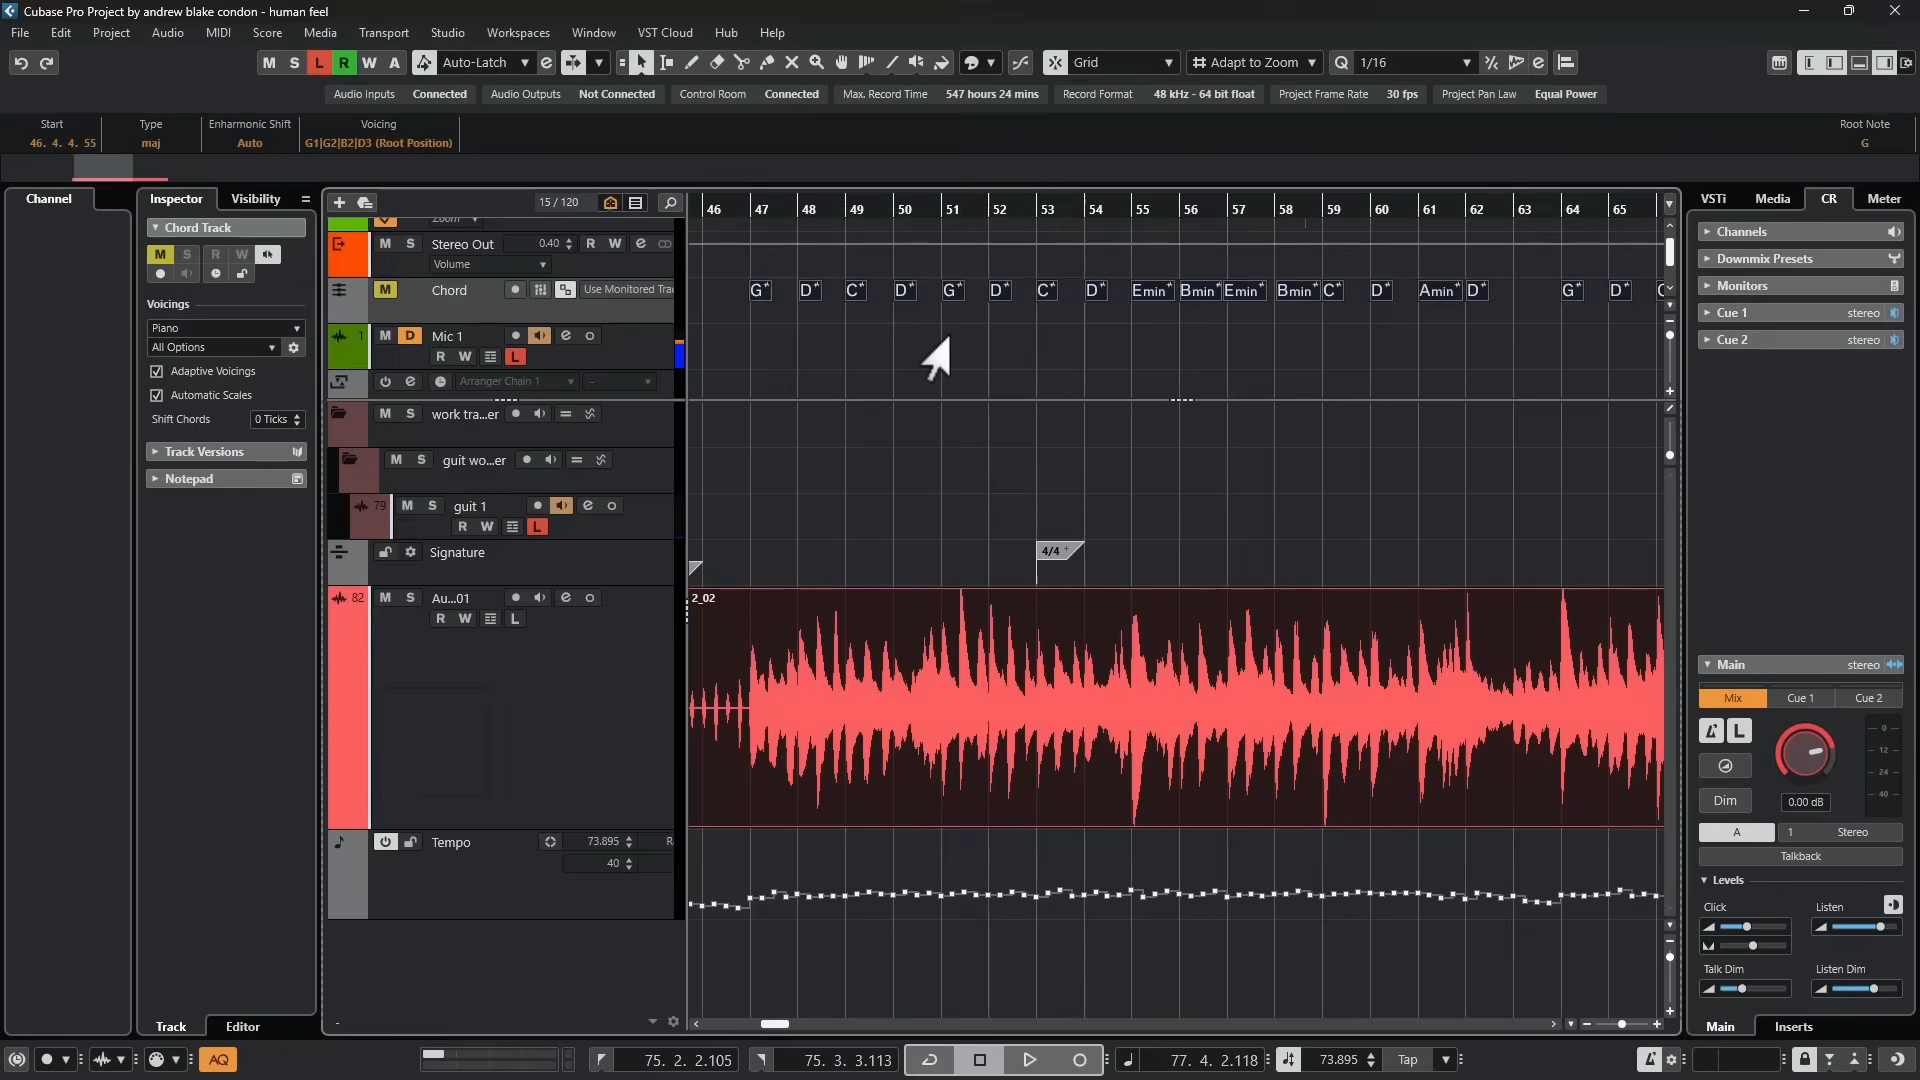 Cubase Pro Project by andrew blake condon - human feel
File Edit Project Audio MIDI Score Media Transport Studio Workspaces Window VST Cloud Hub Help
M S L R W A Auto-Latch Grid Adapt to Zoom 1/16
Audio Inputs Connected Audio Outputs Not Connected Control Room Connected Max. Record Time 547 hours 24 mins Record Format 48 kHz - 64 bit float Project Frame Rate 30 fps Project Pan Law Equal Power
Start Type Enharmonic Shift Voicing Root Note
46. 4. 4. 55 maj Auto G1|G2|B2|D3 (Root Position) G
Channel
Inspector Visibility
Chord Track
M S R W
Voicings
Piano
All Options
Adaptive Voicings
Automatic Scales
Shift Chords 0 Ticks
Track Versions
Notepad
Track Editor
15 / 120
46 47 48 49 50 51 52 53 54 55 56 57 58 59 60 61 62 63 64 65
M S Stereo Out 0.40 R W
Volume
M Chord Use Monitored
G D C D G D C D Emin Bmin Emin Bmin C D Amin D G D
1 M D Mic 1
R W L
Arranger Chain 1 -
M S work tra...er
M S guit wo...er
79 M S guit 1
R W L
Signature
4/4
82 M S Au...01
R W L
2_02
Tempo 73.895
40
VSTi Media CR Meter
Channels
Downmix Presets
Monitors
Cue 1 stereo
Cue 2 stereo
Main stereo
Mix Cue 1 Cue 2
L
Dim 0.00 dB
0
12
24
40
A 1 Stereo
Talkback
Levels
Click Listen
Talk Dim Listen Dim
Main Inserts
AQ 75. 2. 2.105 75. 3. 3.113 77. 4. 2.118 73.895 Tap